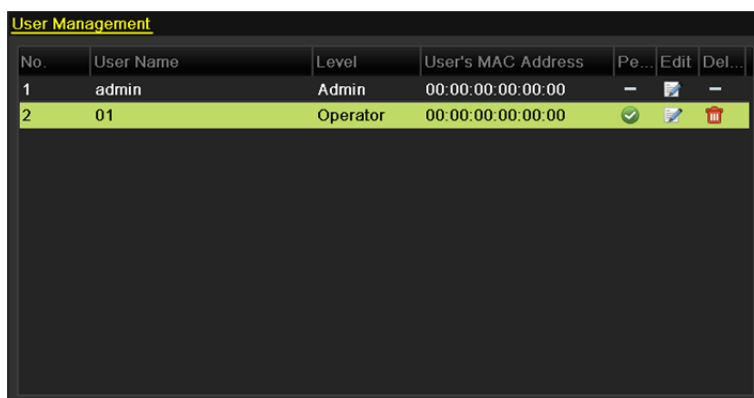 User Management
No. User Name Level User's MAC Address Pe... Edit Del...
1 admin Admin 00:00:00:00:00:00 – –
2 01 Operator 00:00:00:00:00:00